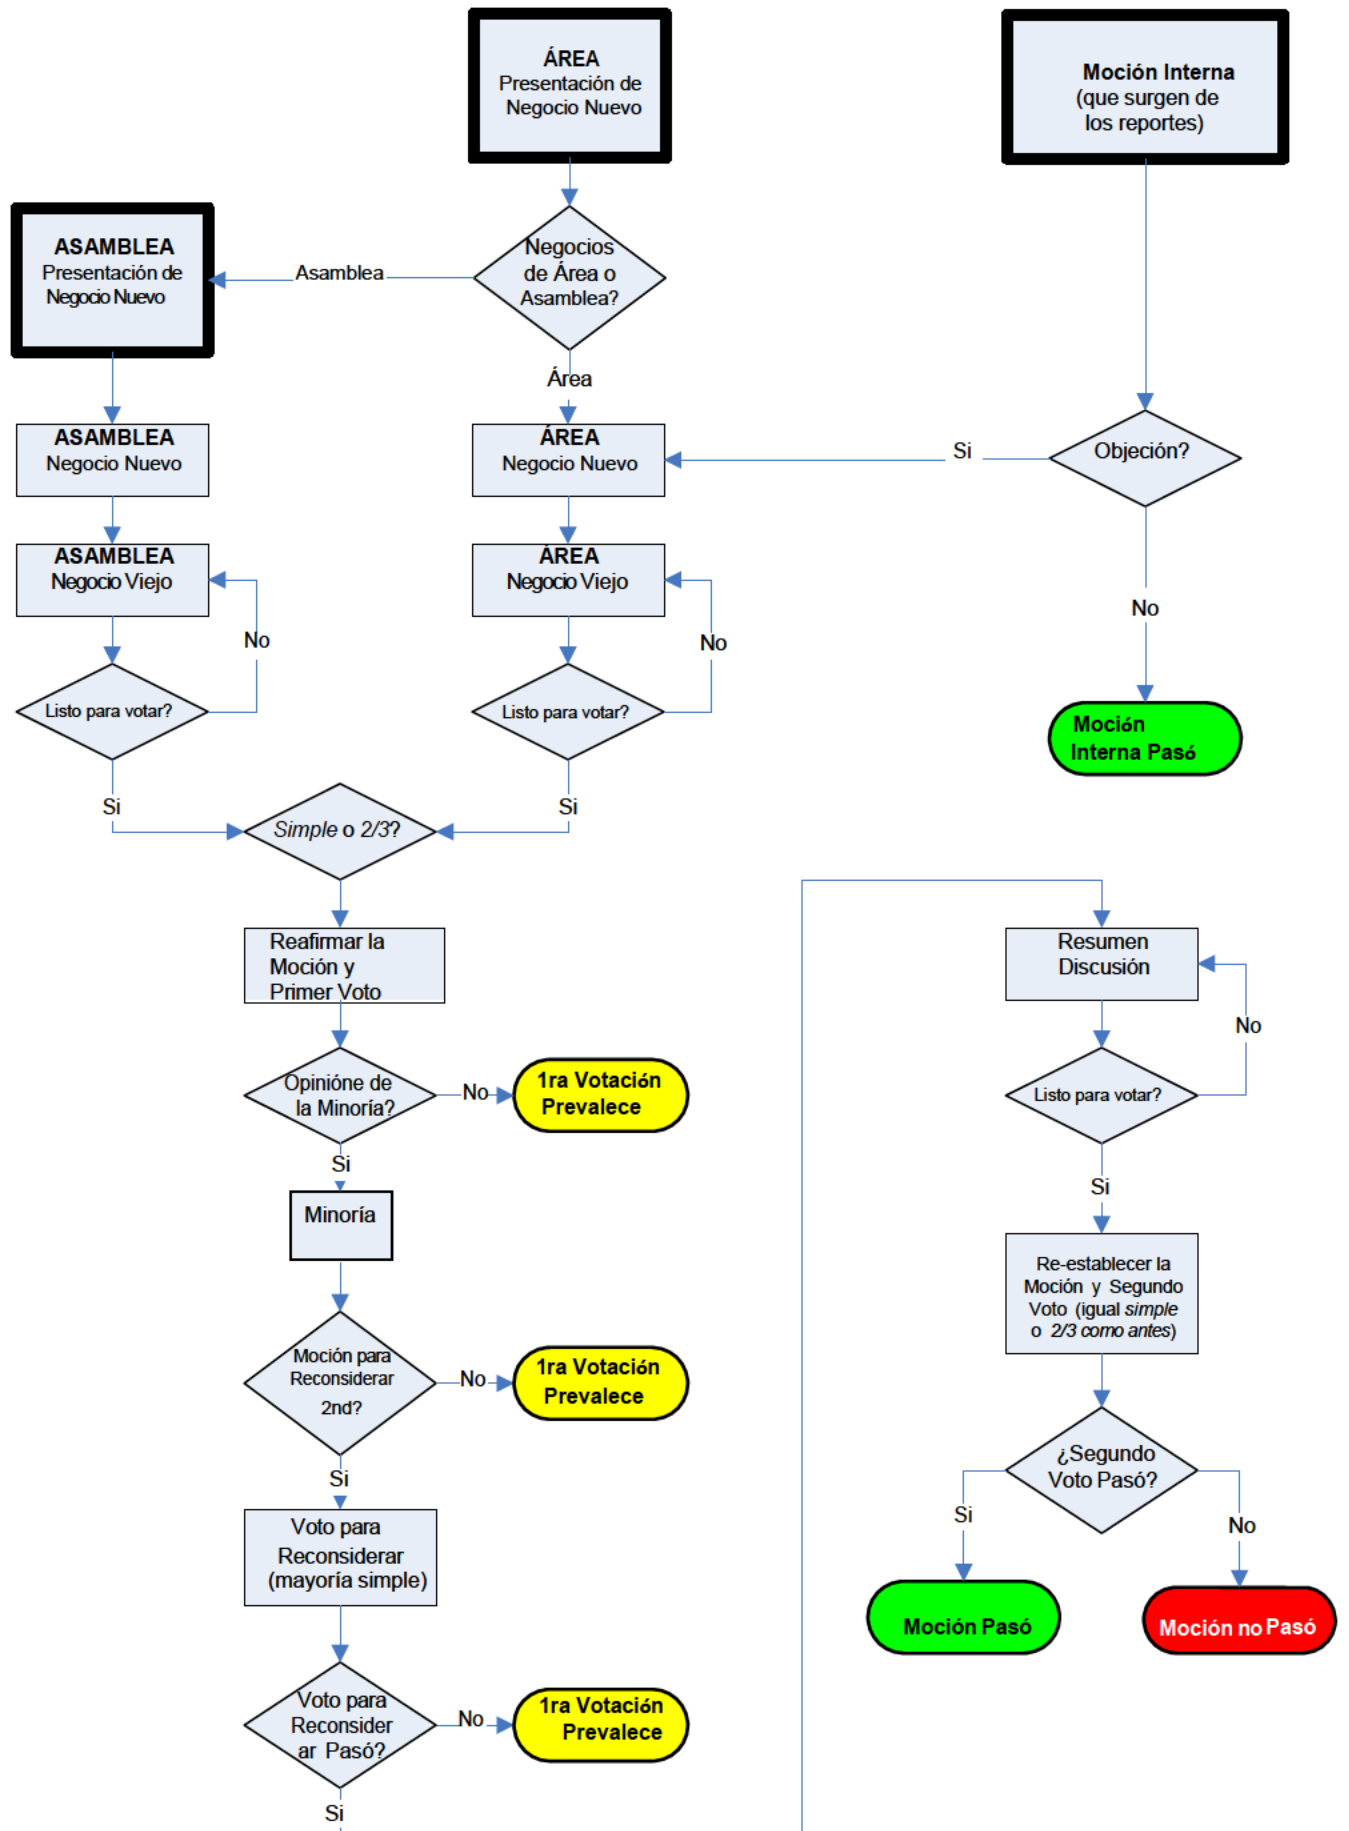 ÁREA
Presentación de
Negocio Nuevo
Moción Interna
(que surgen de
los reportes)
ASAMBLEA
Presentación de
Negocio Nuevo
Asamblea
Negocios
de Área o
Asamblea?
Área
ASAMBLEA
Negocio Nuevo
ÁREA
Negocio Nuevo
Si
Objeción?
ASAMBLEA
Negocio Viejo
ÁREA
Negocio Viejo
No
No
No
Listo para votar?
Listo para votar?
Moción
Interna Pasó
Si
Si
Simple o 2/3?
Reafirmar la
Moción y
Primer Voto
Resumen
Discusión
No
Opinióne de
la Minoría?
No
1ra Votación
Prevalece
Listo para votar?
Si
Si
Minoría
Re-establecer la
Moción y Segundo
Voto (igual simple
o 2/3 como antes)
Moción para
Reconsiderar
2nd?
No
1ra Votación
Prevalece
¿Segundo
Voto Pasó?
Si
Si
No
Voto para
Reconsiderar
(mayoría simple)
Moción Pasó
Moción no Pasó
Voto para
Reconsider
ar Pasó?
No
1ra Votación
Prevalece
Si